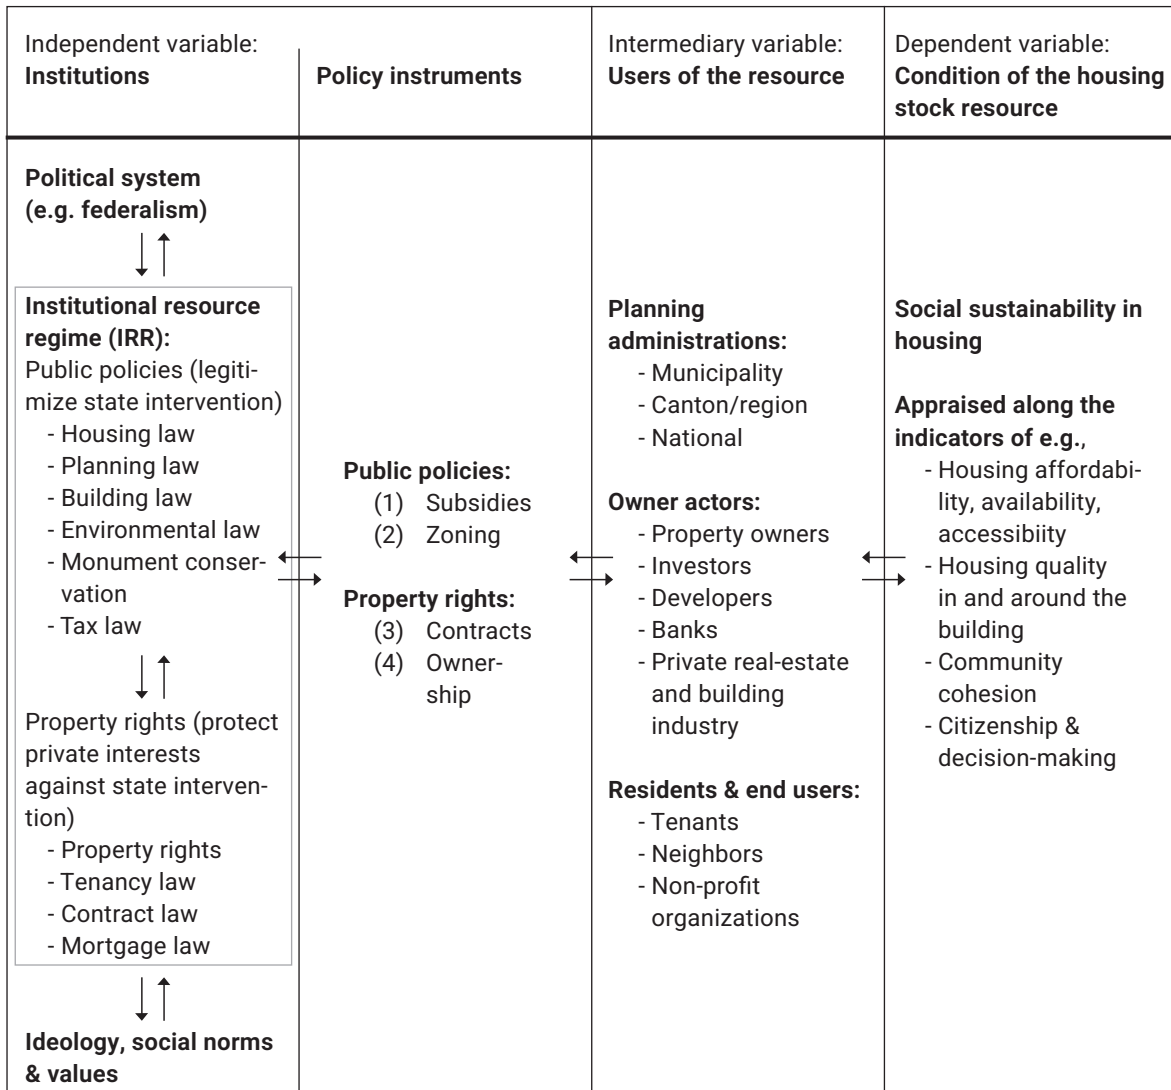 Independent variable:
Institutions
Policy instruments
Intermediary variable:
Users of the resource
Dependent variable:
Condition of the housing
stock resource
Political system
(e.g. federalism)
Institutional resource
regime (IRR):
Public policies (legiti-
mize state intervention)
- Housing law
- Planning law
- Building law
- Environmental law
- Monument conser-
vation
- Tax law
Property rights (protect
private interests
against state interven-
tion)
- Property rights
- Tenancy law
- Contract law
- Mortgage law
Ideology, social norms
& values
Public policies:
(1) Subsidies
(2) Zoning
Property rights:
(3) Contracts
(4) Owner-
ship
Planning
administrations:
- Municipality
- Canton/region
- National
Owner actors:
- Property owners
- Investors
- Developers
- Banks
- Private real-estate
and building
industry
Residents & end users:
- Tenants
- Neighbors
- Non-profit
organizations
Social sustainability in
housing
Appraised along the
indicators of e.g.,
- Housing affordabi-
lity, availability,
accessibiity
- Housing quality
in and around the
building
- Community
cohesion
- Citizenship &
decision-making